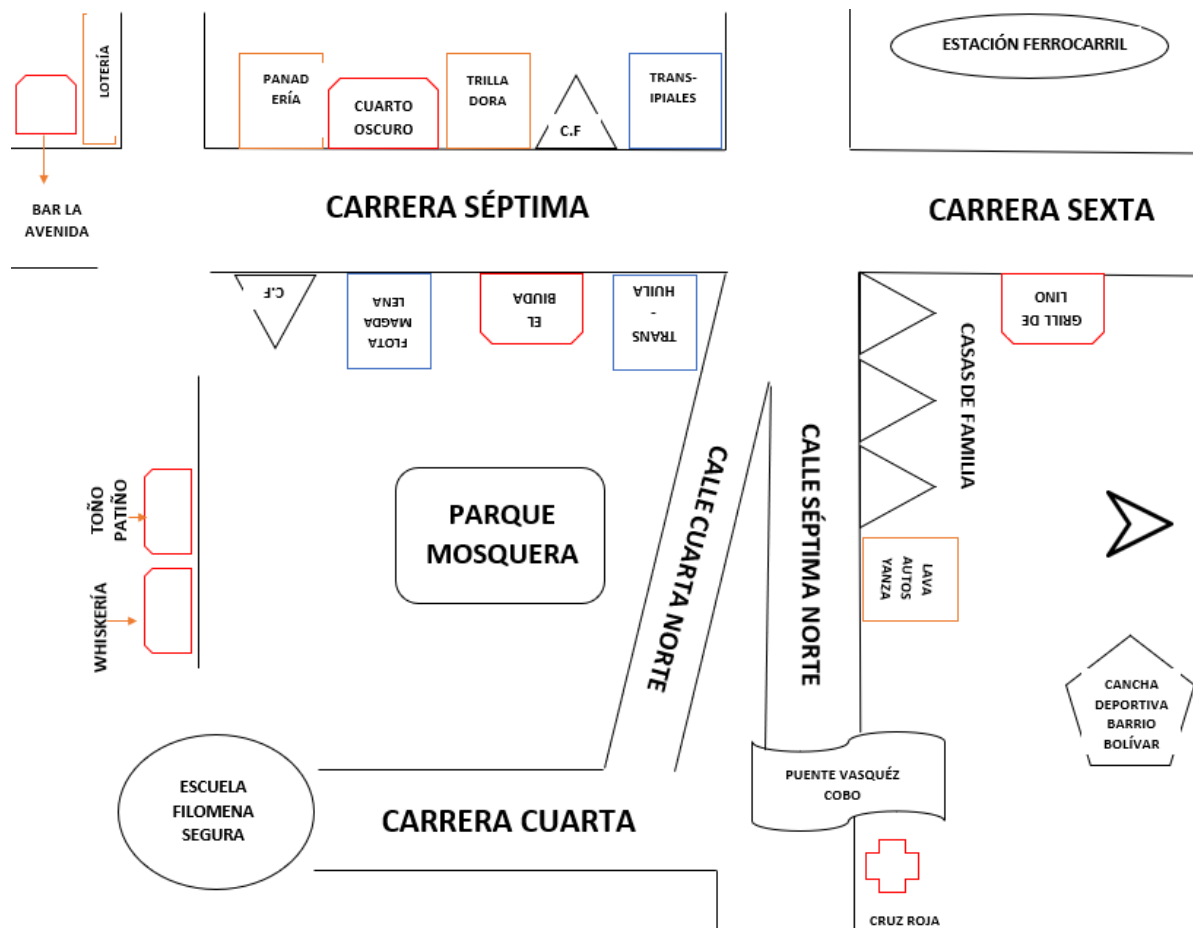 LOTERÍA
ESTACIÓN FERROCARRIL
PANAD
ERÍA
CUARTO
OSCURO
TRILLA
DORA
C.F
TRANS-
IPIALES
BAR LA
AVENIDA
CARRERA SÉPTIMA
CARRERA SEXTA
C.F
FLOTA
MAGDA
LENA
EL
BIUDA
TRANS
-
HUILA
GRILL DE
LINO
CASAS DE FAMILIA
TOÑO
PATIÑO
WHISKERÍA
PARQUE
MOSQUERA
CALLE CUARTA NORTE
CALLE SÉPTIMA NORTE
LAVA
AUTOS
YANZA
CANCHA
DEPORTIVA
BARRIO
BOLÍVAR
ESCUELA
FILOMENA
SEGURA
CARRERA CUARTA
PUENTE VASQUÉZ
COBO
CRUZ ROJA